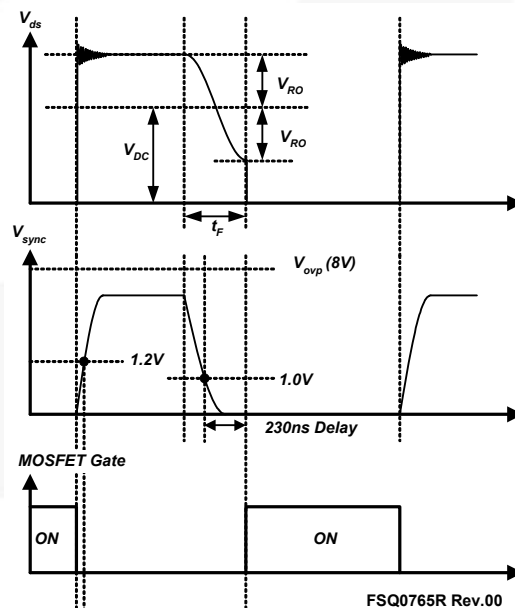 Vds
VRO
VRO
VDC
tF
Vsync
Vovp (8V)
1.2V
1.0V
230ns Delay
MOSFET Gate
ON
ON
FSQ0765R Rev.00